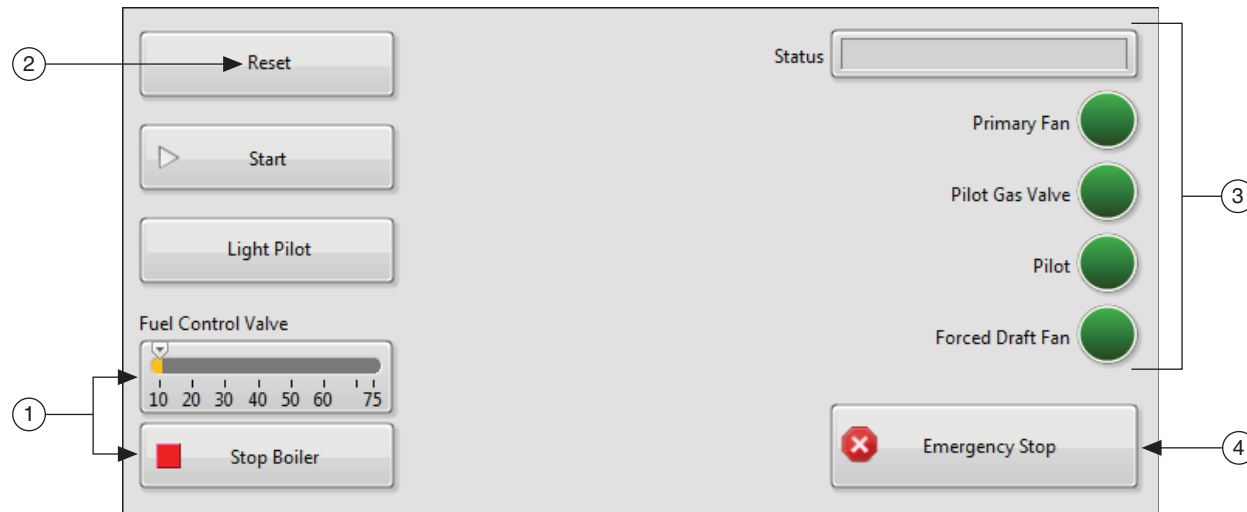 2
Reset
Start
Light Pilot
Fuel Control Valve
10 20 30 40 50 60 75
1
Stop Boiler
Status
Primary Fan
Pilot Gas Valve
Pilot
Forced Draft Fan
3
Emergency Stop
4